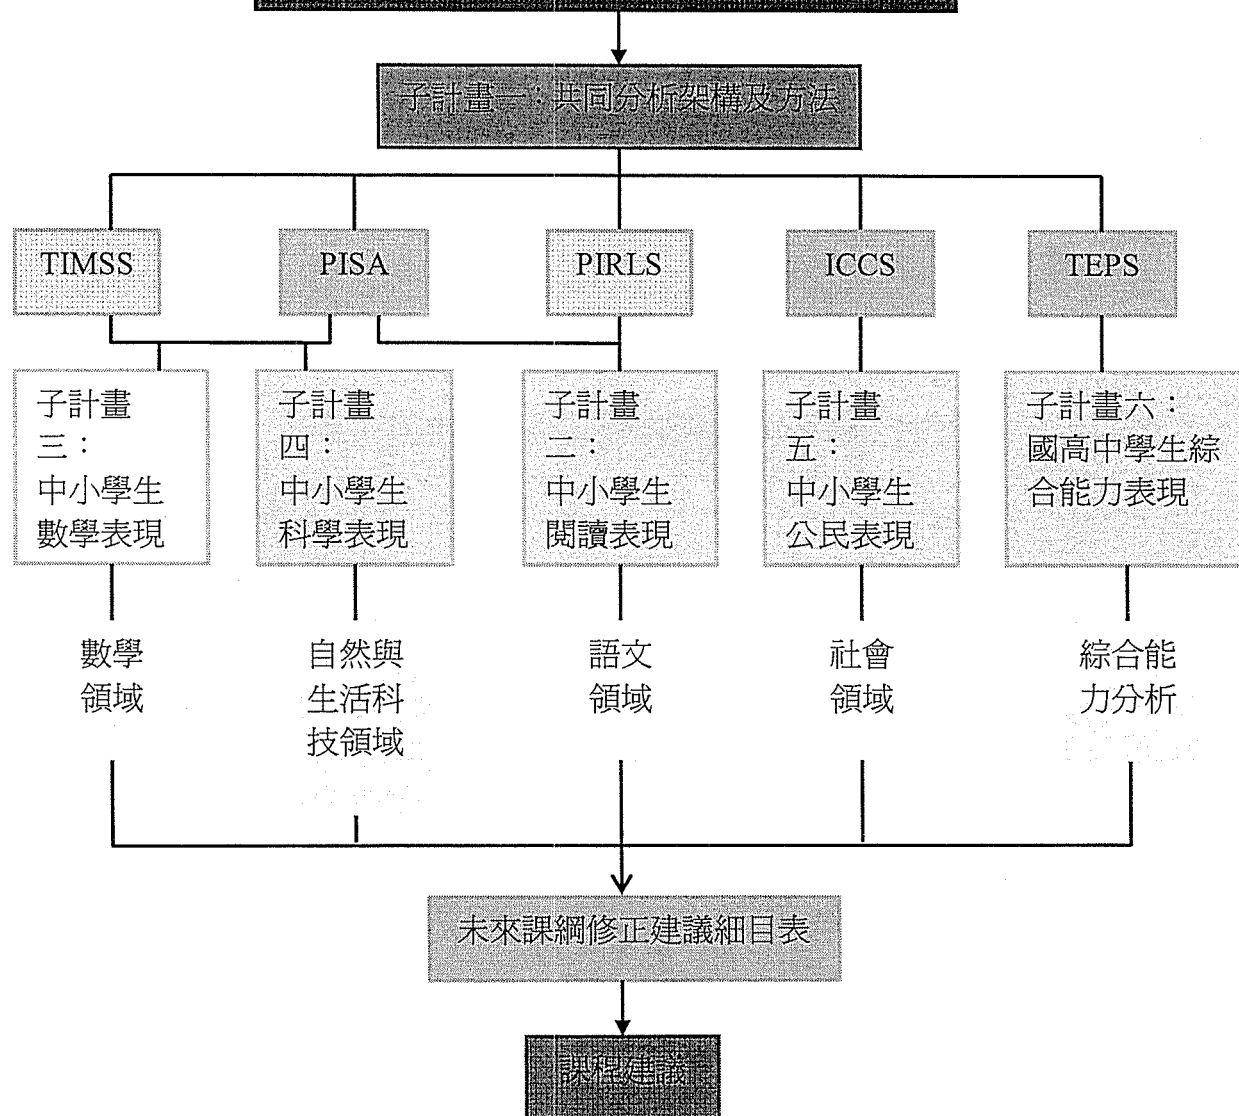 子計畫一：共同分析架構及方法
TIMSS
PISA
PIRLS
ICCS
TEPS
子計畫
三：
中小學生
數學表現
子計畫
四：
中小學生
科學表現
子計畫
二：
中小學生
閱讀表現
子計畫
五：
中小學生
公民表現
子計畫六：
國高中學生綜
合能力表現
數學
領域
自然與
生活科
技領域
語文
領域
社會
領域
綜合能
力分析
未來課綱修正建議細目表
課程建議